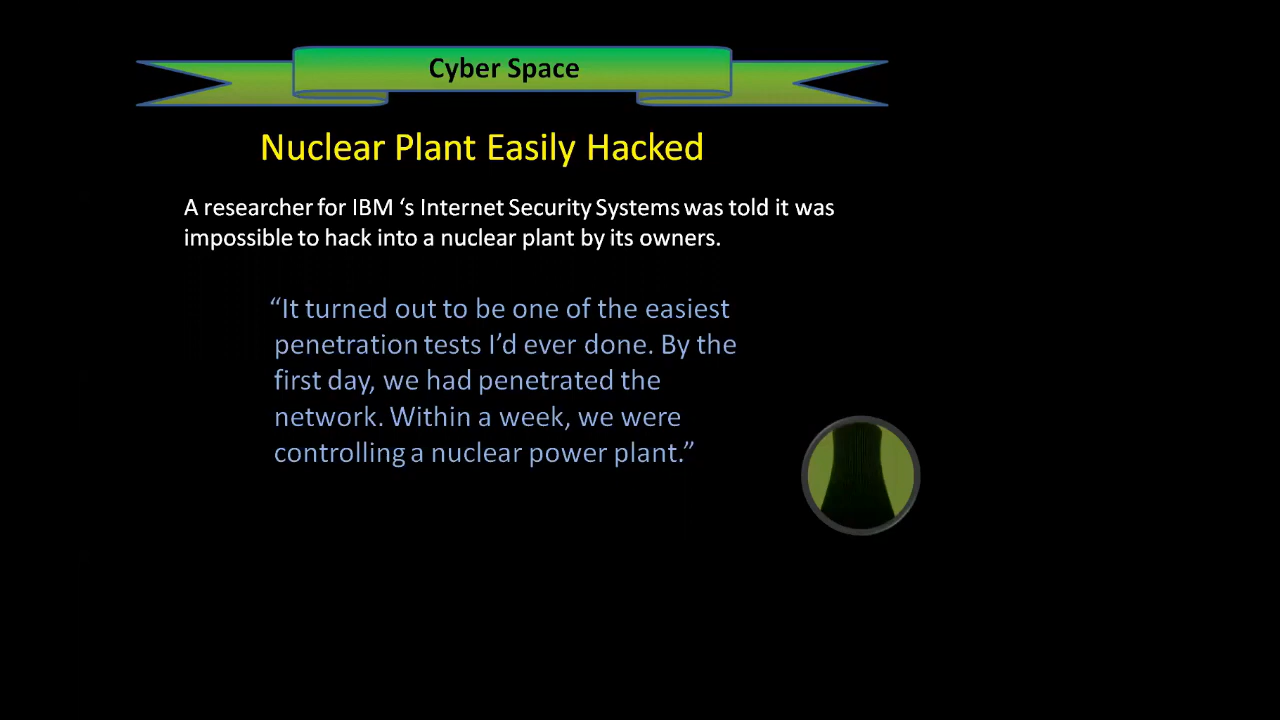 Cyber Space
Nuclear Plant Easily Hacked
A researcher for IBM ‘s Internet Security Systems was told it was
impossible to hack into a nuclear plant by its owners.
“It turned out to be one of the easiest
penetration tests I’d ever done. By the
first day, we had penetrated the
network. Within a week, we were
controlling a nuclear power plant.”